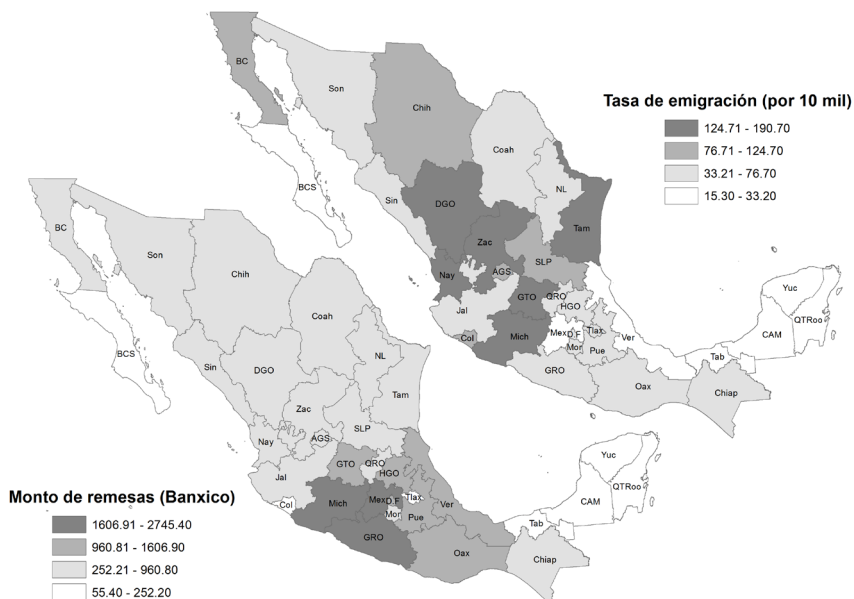 BC
Son
Chih
Coah
BCS
Sin
DGO
NL
Tam
Zac
Nay
AGS.
SLP
Jal
GTO
QRO
HGO
Col
Mich
Mex
D.F
Tlax
Mor
Pue
Ver
GRO
Oax
Chiap
Tab
CAM
Yuc
QTRoo
Tasa de emigración (por 10 mil)
124.71 - 190.70
76.71 - 124.70
33.21 - 76.70
15.30 - 33.20
BC
Son
Chih
Coah
BCS
Sin
DGO
NL
Tam
Zac
Nay
AGS.
SLP
Jal
GTO
QRO
HGO
Col
Mich
Mex
D.F
Tlax
Mor
Pue
Ver
GRO
Oax
Chiap
Tab
CAM
Yuc
QTRoo
Monto de remesas (Banxico)
1606.91 - 2745.40
960.81 - 1606.90
252.21 - 960.80
55.40 - 252.20